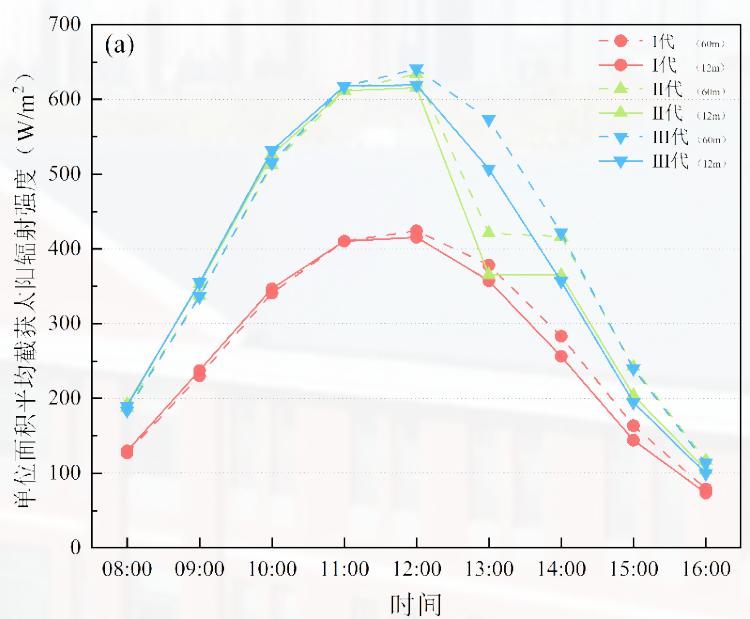 (a)
单位面积平均截获太阳辐射强度（W/m²）
700
600
500
400
300
200
100
0
I代 （60m）
I代 （12m）
II代 （60m）
II代 （12m）
III代 （60m）
III代 （12m）
08:00 09:00 10:00 11:00 12:00 13:00 14:00 15:00 16:00
时间